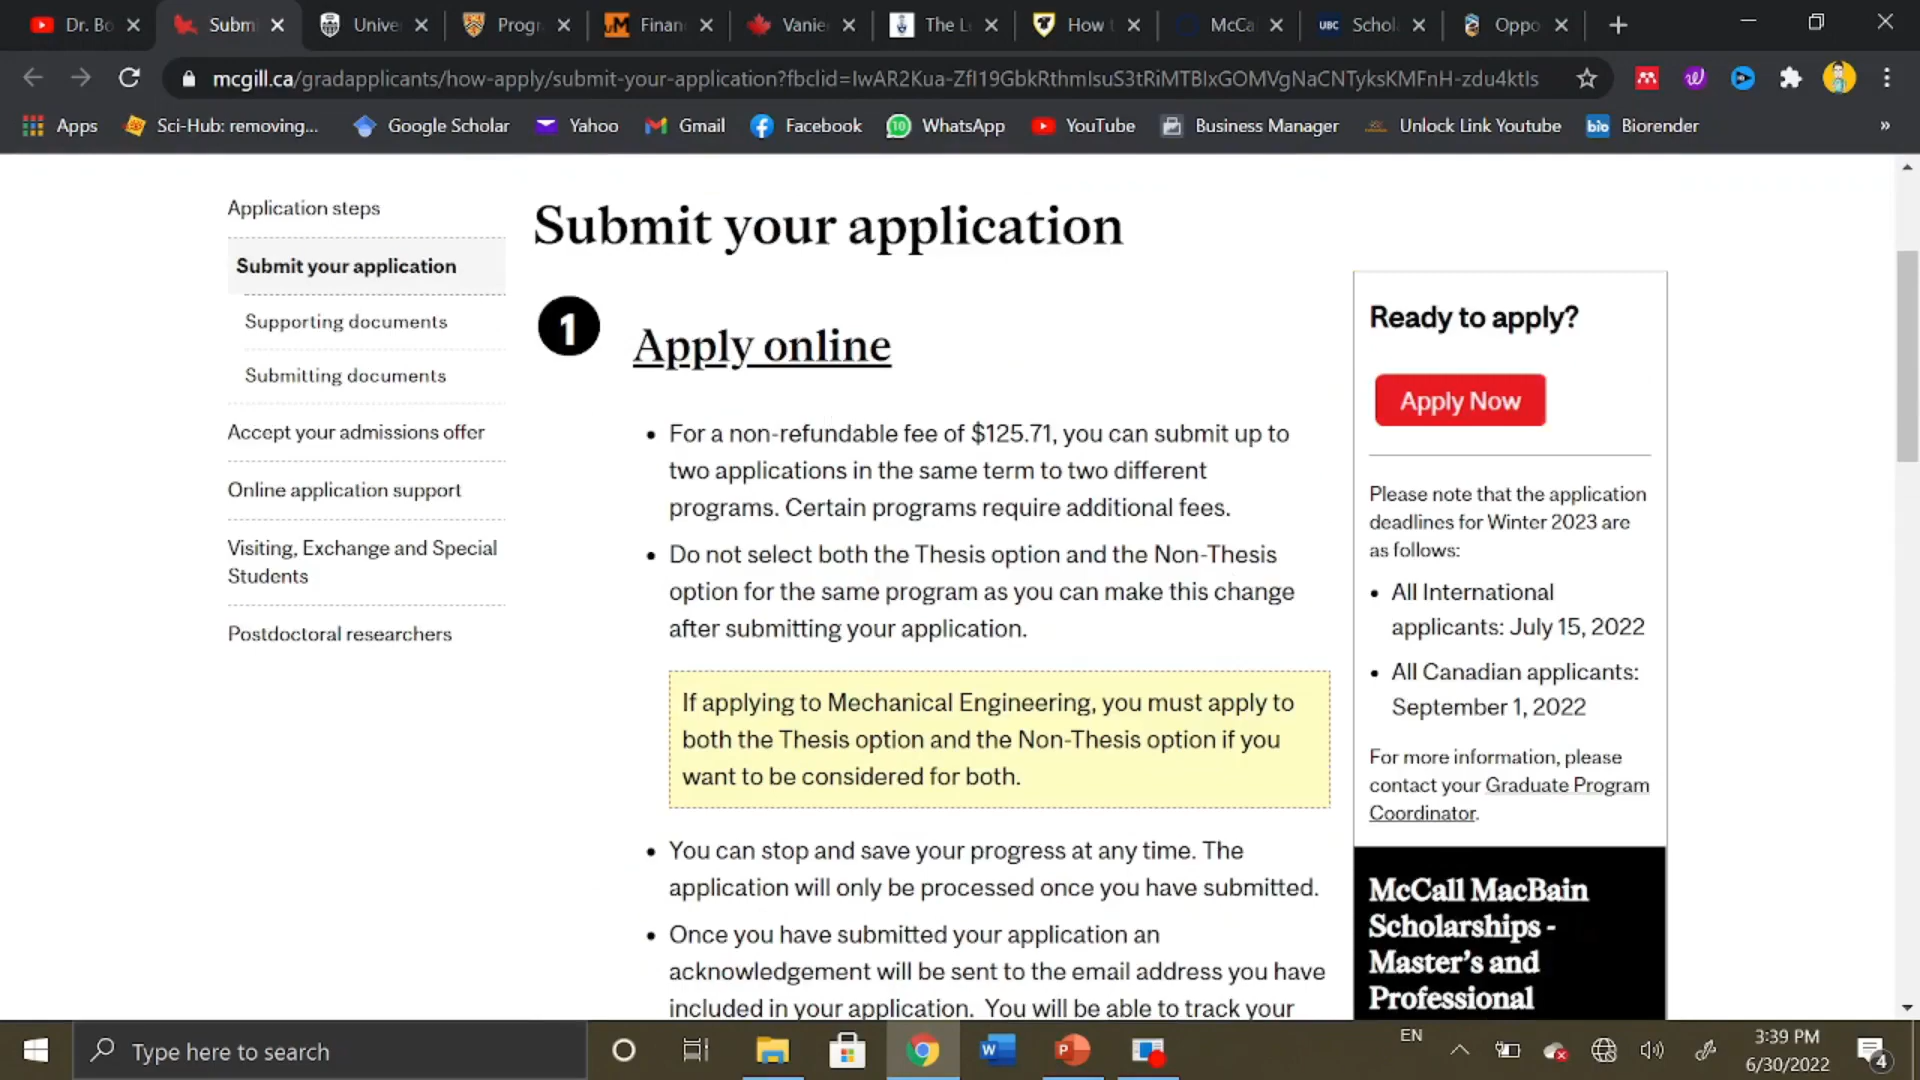 Dr. Bo
Submi
Unive
Progr
Finan
Vanie
The L
How t
McCa
UBC
Schol
Oppo
mcgill.ca/gradapplicants/how-apply/submit-your-application?fbclid=IwAR2Kua-ZfI19GbkRthmIsuS3tRiMTBIxGOMVgNaCNTyksKMFnH-zdu4ktIs
Apps
Sci-Hub: removing...
Google Scholar
Yahoo
Gmail
Facebook
10
WhatsApp
YouTube
Business Manager
Unlock Link Youtube
bio
Biorender
»
Application steps
Submit your application
Supporting documents
Submitting documents
Accept your admissions offer
Online application support
Visiting, Exchange and Special
Students
Postdoctoral researchers
Submit your application
1
Apply online
• For a non-refundable fee of $125.71, you can submit up to
two applications in the same term to two different
programs. Certain programs require additional fees.
• Do not select both the Thesis option and the Non-Thesis
option for the same program as you can make this change
after submitting your application.
If applying to Mechanical Engineering, you must apply to
both the Thesis option and the Non-Thesis option if you
want to be considered for both.
• You can stop and save your progress at any time. The
application will only be processed once you have submitted.
• Once you have submitted your application an
acknowledgement will be sent to the email address you have
included in your application. You will be able to track your
Ready to apply?
Apply Now
Please note that the application
deadlines for Winter 2023 are
as follows:
• All International
applicants: July 15, 2022
• All Canadian applicants:
September 1, 2022
For more information, please
contact your Graduate Program
Coordinator.
McCall MacBain
Scholarships -
Master's and
Professional
Type here to search
EN
3:39 PM
6/30/2022
4